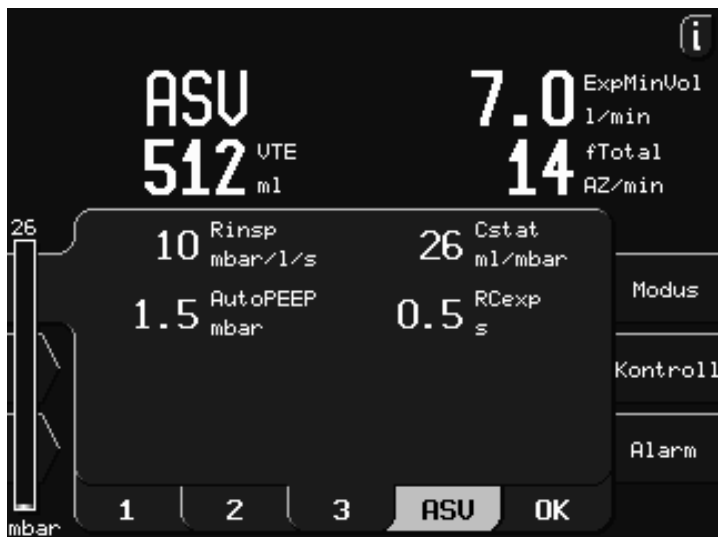 i
ASV 7.0 ExpMinVol l/min
512 VTE ml 14 fTotal AZ/min
26
10 Rinsp mbar/l/s 26 Cstat ml/mbar
1.5 AutoPEEP mbar 0.5 RCexp s
Modus
Kontroll
Alarm
1 2 3 ASV OK
mbar